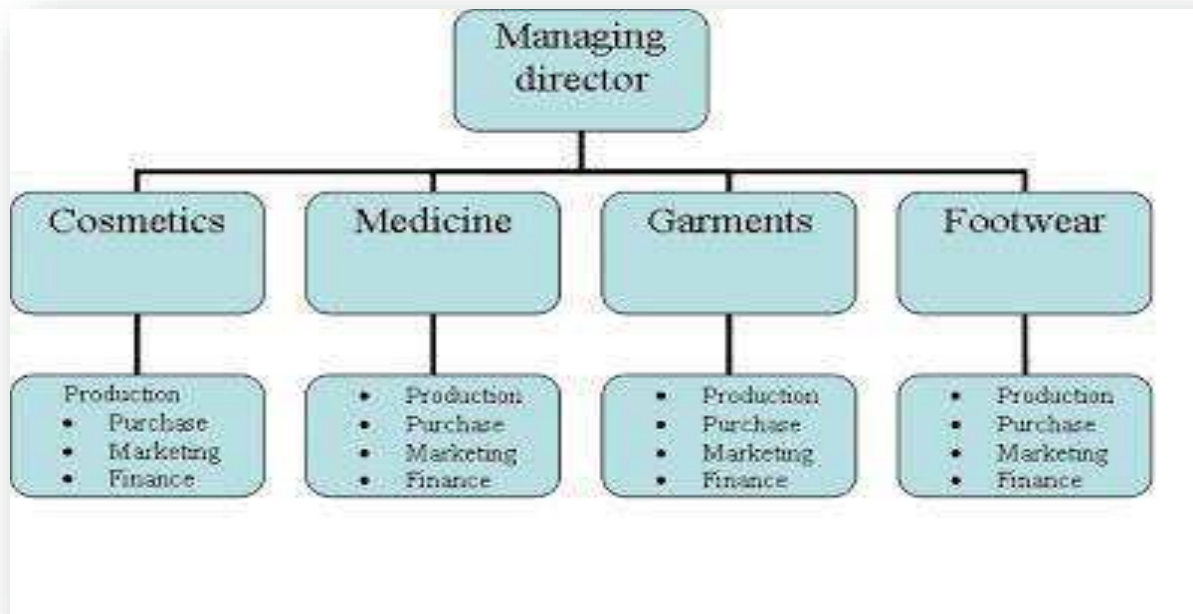 Managing
director
Cosmetics
Medicine
Garments
Footwear
Production
• Purchase
• Marketing
• Finance
• Production
• Purchase
• Marketing
• Finance
• Production
• Purchase
• Marketing
• Finance
• Production
• Purchase
• Marketing
• Finance